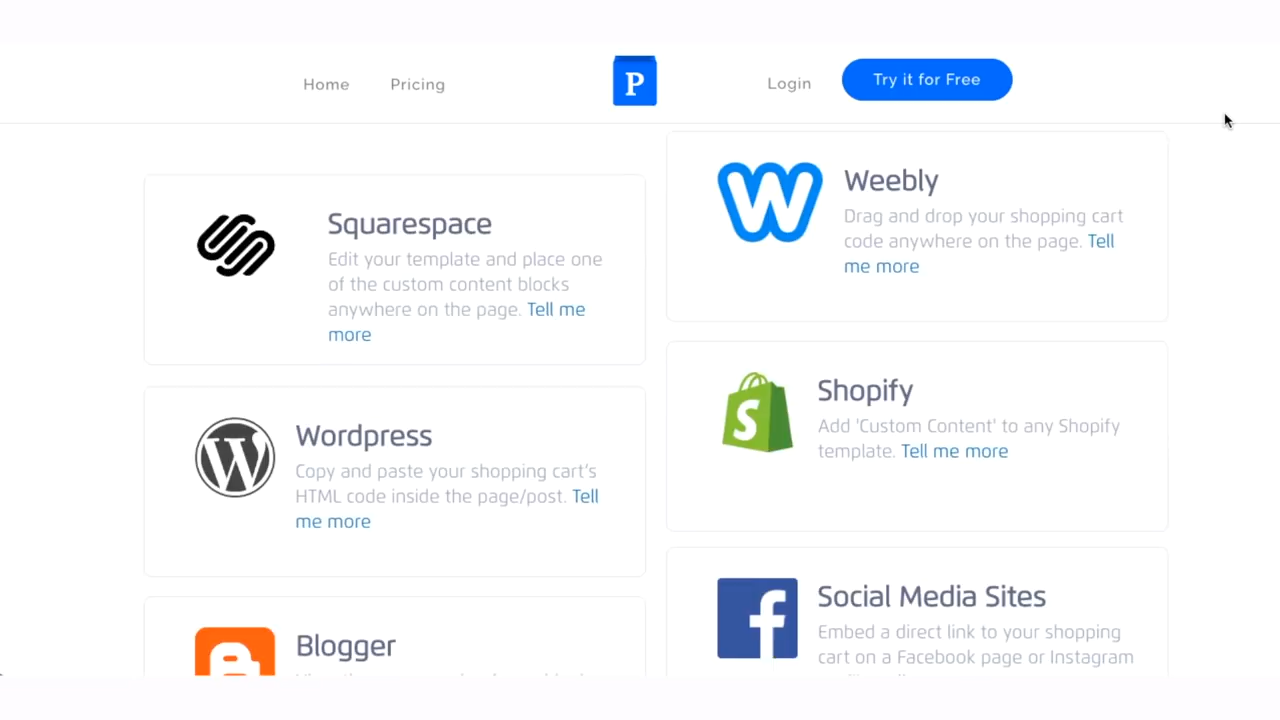 Home
Pricing
P
Login
Try it for Free
Squarespace
Edit your template and place one
of the custom content blocks
anywhere on the page. Tell me
more
Weebly
Drag and drop your shopping cart
code anywhere on the page. Tell
me more
Wordpress
Copy and paste your shopping cart's
HTML code inside the page/post. Tell
me more
Shopify
Add 'Custom Content' to any Shopify
template. Tell me more
Blogger
Social Media Sites
Embed a direct link to your shopping
cart on a Facebook page or Instagram